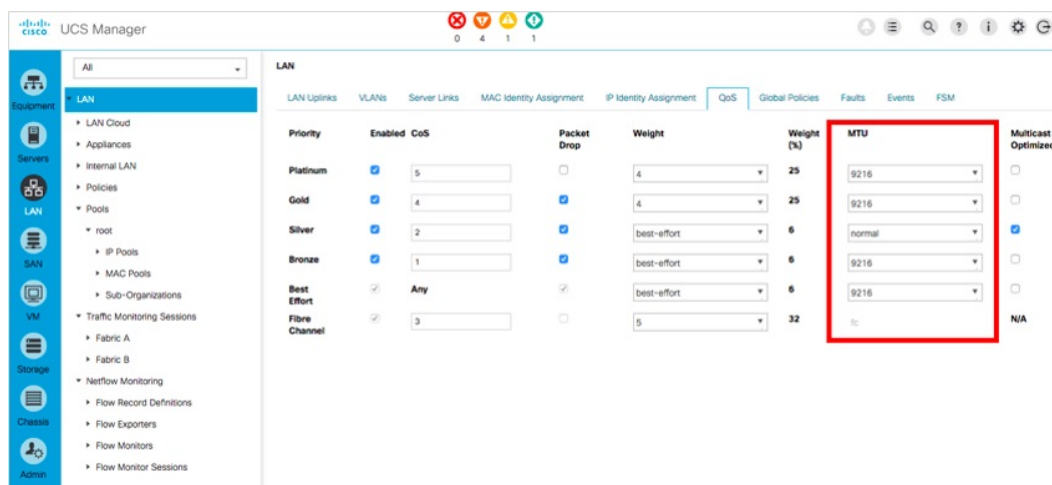 CISCO UCS Manager
0 4 1 1
All
LAN
LAN Cloud
Appliances
Internal LAN
Policies
Pools
root
IP Pools
MAC Pools
Sub-Organizations
Traffic Monitoring Sessions
Fabric A
Fabric B
Netflow Monitoring
Flow Record Definitions
Flow Exporters
Flow Monitors
Flow Monitor Sessions
Equipment
Servers
LAN
SAN
VM
Storage
Chassis
Admin
LAN
LAN Uplinks VLANs Server Links MAC Identity Assignment IP Identity Assignment QoS Global Policies Faults Events FSM
Priority Enabled CoS Packet Drop Weight Weight (%) MTU Multicast Optimized
Platinum 5 4 25 9216
Gold 4 4 25 9216
Silver 2 best-effort 6 normal
Bronze 1 best-effort 6 9216
Best Effort Any best-effort 6 9216
Fibre Channel 3 5 32 fc N/A